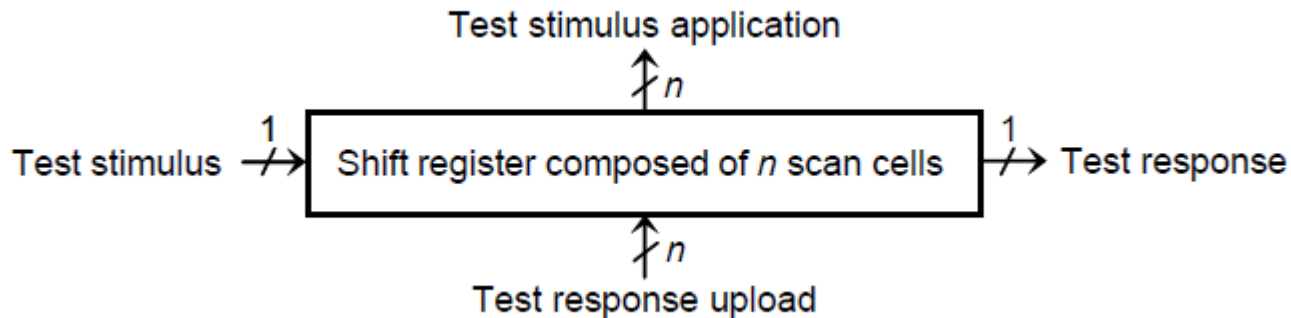 Test stimulus application
n
1
Test stimulus
Shift register composed of n scan cells
1
Test response
n
Test response upload